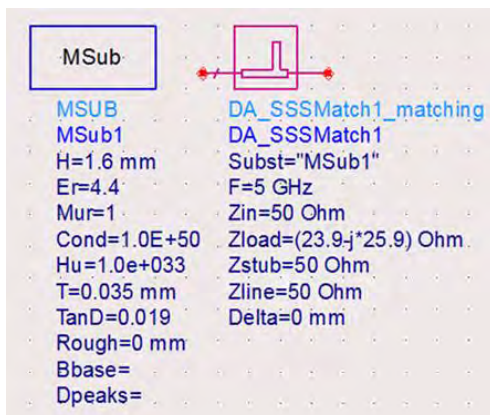 MSub
MSUB
MSub1
H=1.6 mm
Er=4.4
Mur=1
Cond=1.0E+50
Hu=1.0e+033
T=0.035 mm
TanD=0.019
Rough=0 mm
Bbase=
Dpeaks=
DA_SSSMatch1_matching
DA_SSSMatch1
Subst="MSub1"
F=5 GHz
Zin=50 Ohm
Zload=(23.9-j*25.9) Ohm
Zstub=50 Ohm
Zline=50 Ohm
Delta=0 mm